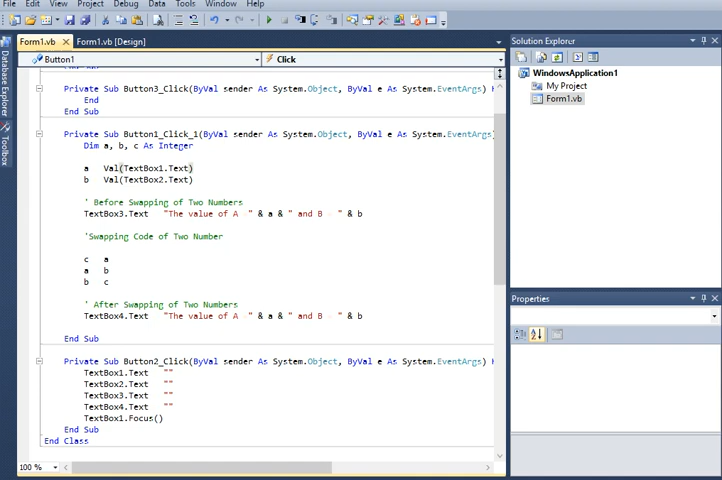 File Edit View Project Debug Data Tools Window Help
Form1.vb Form1.vb [Design]
Button1 Click
Private Sub Button3_Click(ByVal sender As System.Object, ByVal e As System.EventArgs)
End
End Sub
Private Sub Button1_Click_1(ByVal sender As System.Object, ByVal e As System.EventArgs)
Dim a, b, c As Integer
a Val(TextBox1.Text)
b Val(TextBox2.Text)
' Before Swapping of Two Numbers
TextBox3.Text "The value of A " & a & " and B " & b
'Swapping Code of Two Number
c a
a b
b c
' After Swapping of Two Numbers
TextBox4.Text "The value of A " & a & " and B " & b
End Sub
Private Sub Button2_Click(ByVal sender As System.Object, ByVal e As System.EventArgs)
TextBox1.Text ""
TextBox2.Text ""
TextBox3.Text ""
TextBox4.Text ""
TextBox1.Focus()
End Sub
End Class
100 %
Database Explorer
Toolbox
Solution Explorer
WindowsApplication1
My Project
Form1.vb
Properties